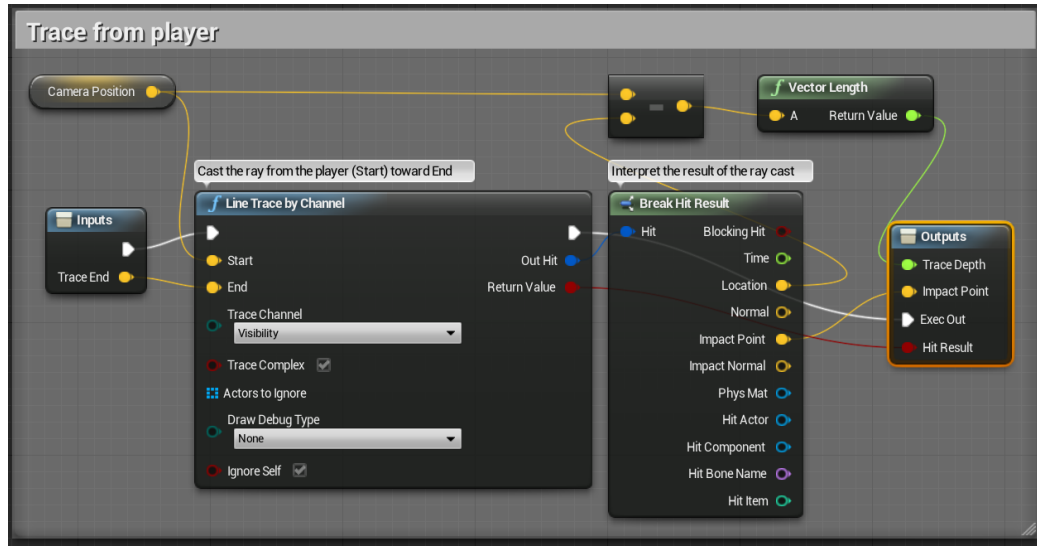 Trace from player
Camera Position
-
f Vector Length
A Return Value
Cast the ray from the player (Start) toward End
Interpret the result of the ray cast
Inputs
Trace End
f Line Trace by Channel
Start
Out Hit
End
Return Value
Trace Channel
Visibility
Trace Complex
Actors to Ignore
Draw Debug Type
None
Ignore Self
Break Hit Result
Hit
Blocking Hit
Time
Location
Normal
Impact Point
Impact Normal
Phys Mat
Hit Actor
Hit Component
Hit Bone Name
Hit Item
Outputs
Trace Depth
Impact Point
Exec Out
Hit Result